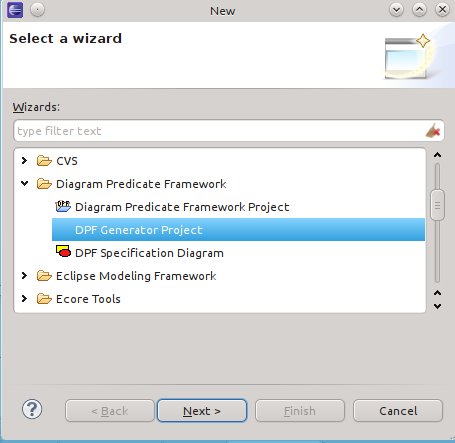 New
Select a wizard
Wizards:
type filter text
CVS
Diagram Predicate Framework
DPF Diagram Predicate Framework Project
DPF Generator Project
DPF Specification Diagram
Eclipse Modeling Framework
Ecore Tools
? < Back Next > Finish Cancel